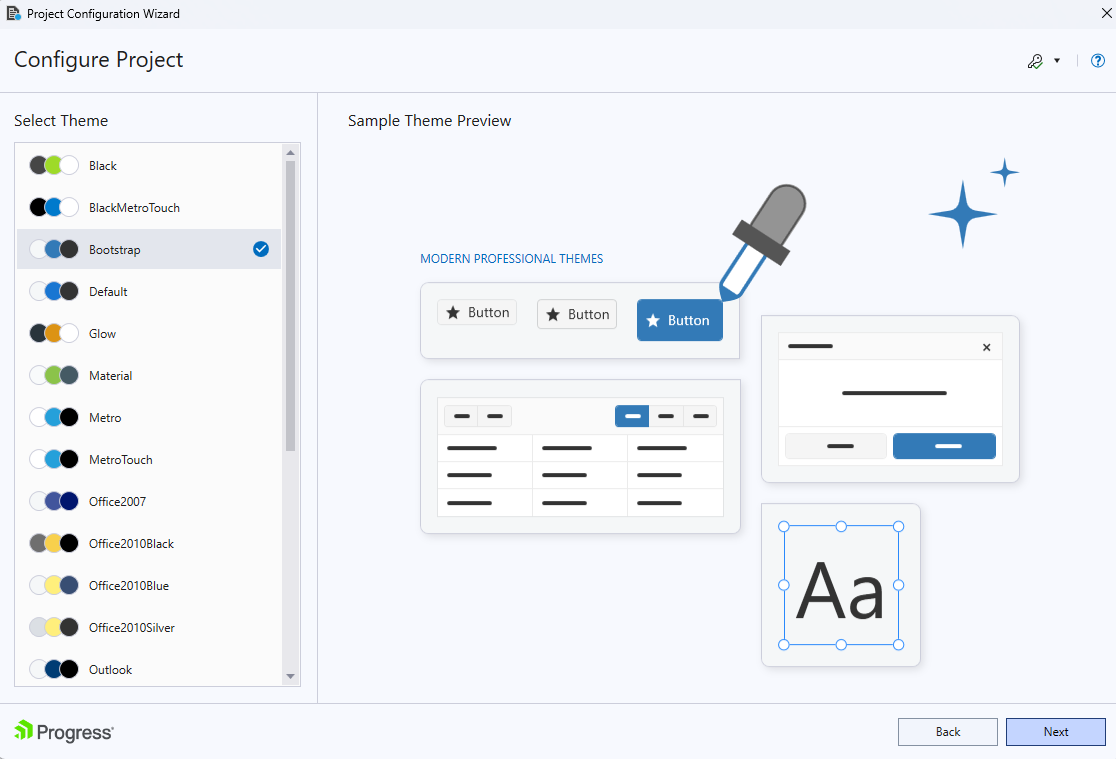 Project Configuration Wizard
Configure Project
Select Theme
Black
BlackMetroTouch
Bootstrap
Default
Glow
Material
Metro
MetroTouch
Office2007
Office2010Black
Office2010Blue
Office2010Silver
Outlook
Sample Theme Preview
MODERN PROFESSIONAL THEMES
Button Button Button
Aa
Progress
Back Next